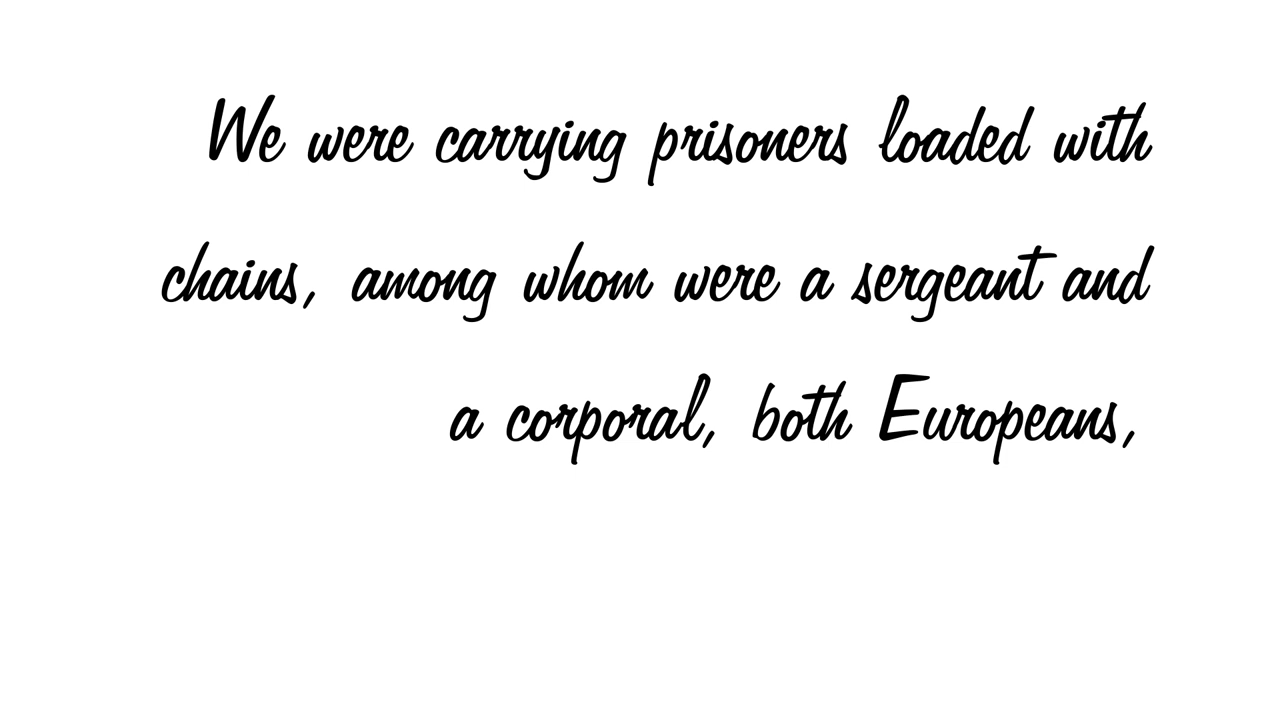 We were carrying prisoners loaded with
chains, among whom were a sergeant and
a corporal, both Europeans,